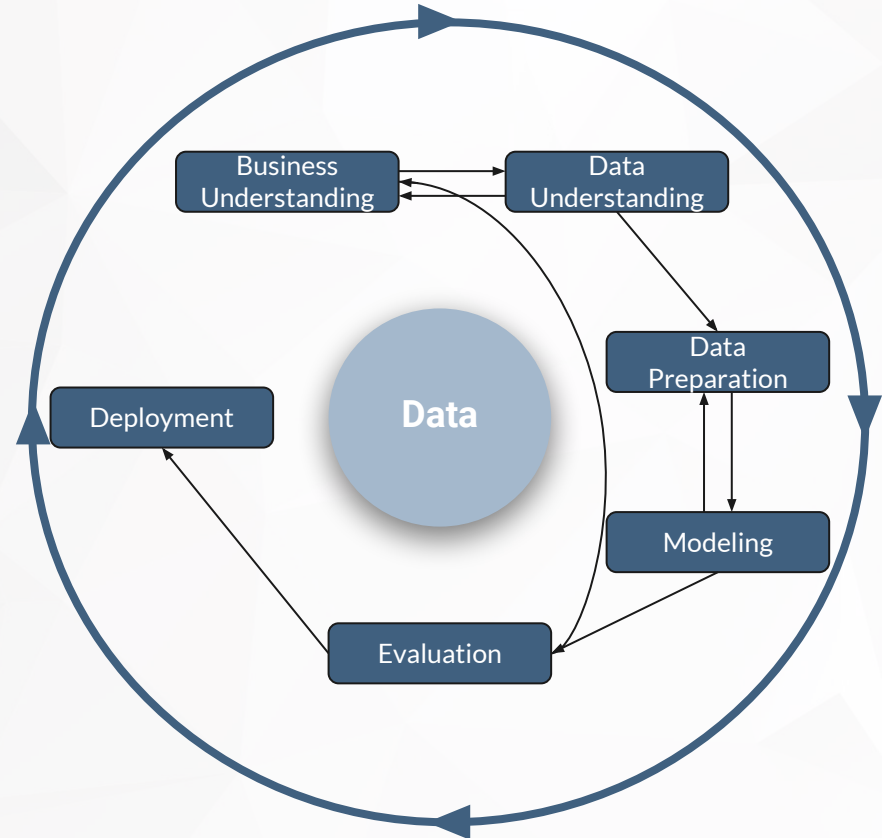 Business
Understanding
Data
Understanding
Data
Preparation
Deployment
Data
Modeling
Evaluation